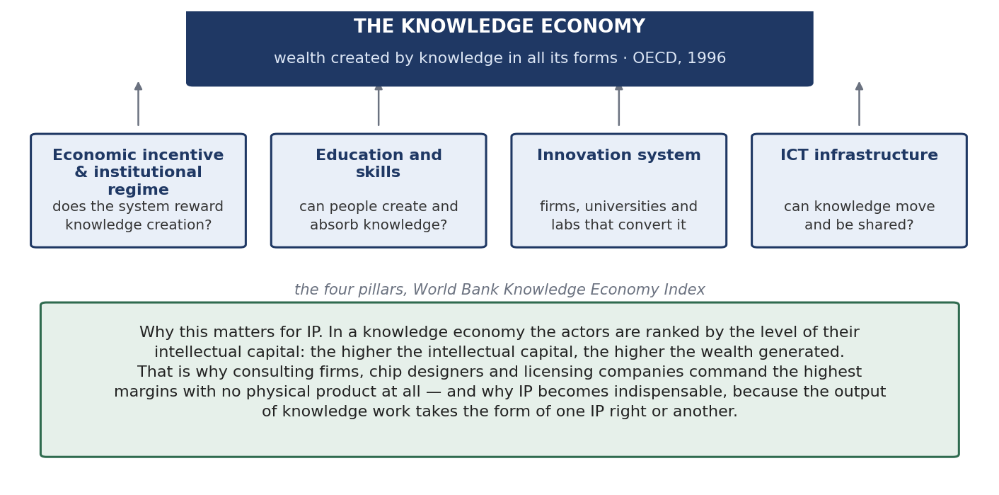 THE KNOWLEDGE ECONOMY
wealth created by knowledge in all its forms · OECD, 1996
Economic incentive
& institutional
regime
does the system reward
knowledge creation?
Education and
skills
can people create and
absorb knowledge?
Innovation system
firms, universities and
labs that convert it
ICT infrastructure
can knowledge move
and be shared?
the four pillars, World Bank Knowledge Economy Index
Why this matters for IP. In a knowledge economy the actors are ranked by the level of their
intellectual capital: the higher the intellectual capital, the higher the wealth generated.
That is why consulting firms, chip designers and licensing companies command the highest
margins with no physical product at all — and why IP becomes indispensable, because the output
of knowledge work takes the form of one IP right or another.